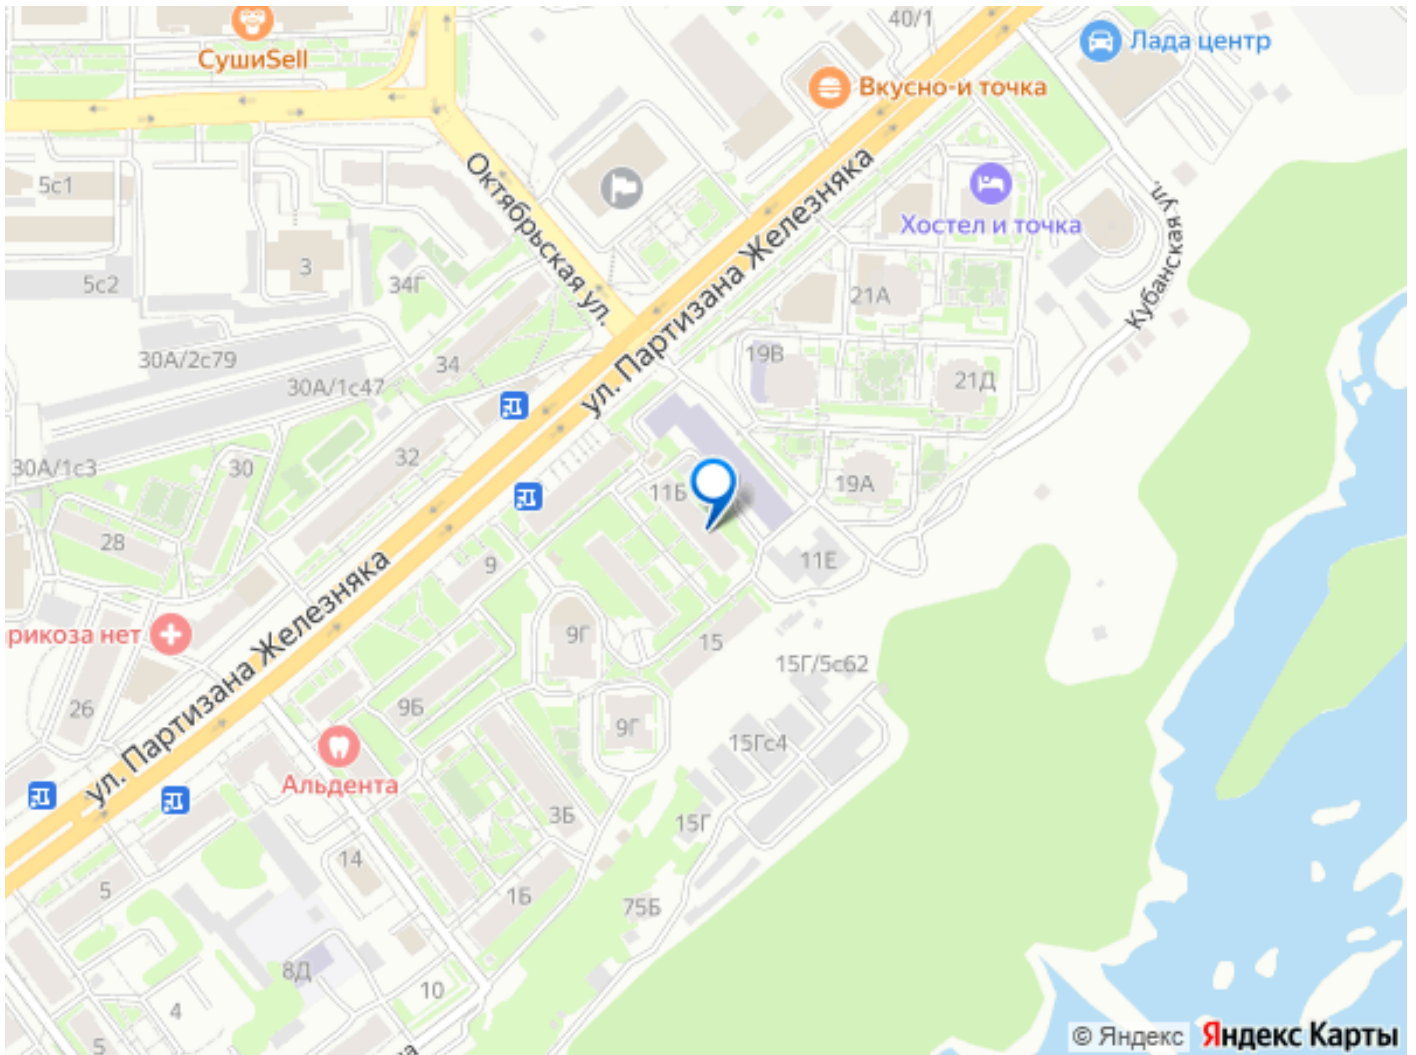 40/1
Лада центр
СушиSell
Вкусно-и точка
ул. Партизана Железняка
Октябрьская ул.
5с1
Хостел и точка
Кубанская ул.
3
5с2
34Г
21А
30А/2с79
19В
34
30А/1с47
21Д
30А/1с3
30
32
19А
11Б
28
9
11Е
ул. Партизана Железняка
рикоза нет
9Г
15
15Г/5с62
26
9Б
9Г
15Гс4
Альдента
3Б
15Г
14
5
1Б
75Б
8Д
10
4
5
© Яндекс
Яндекс Карты